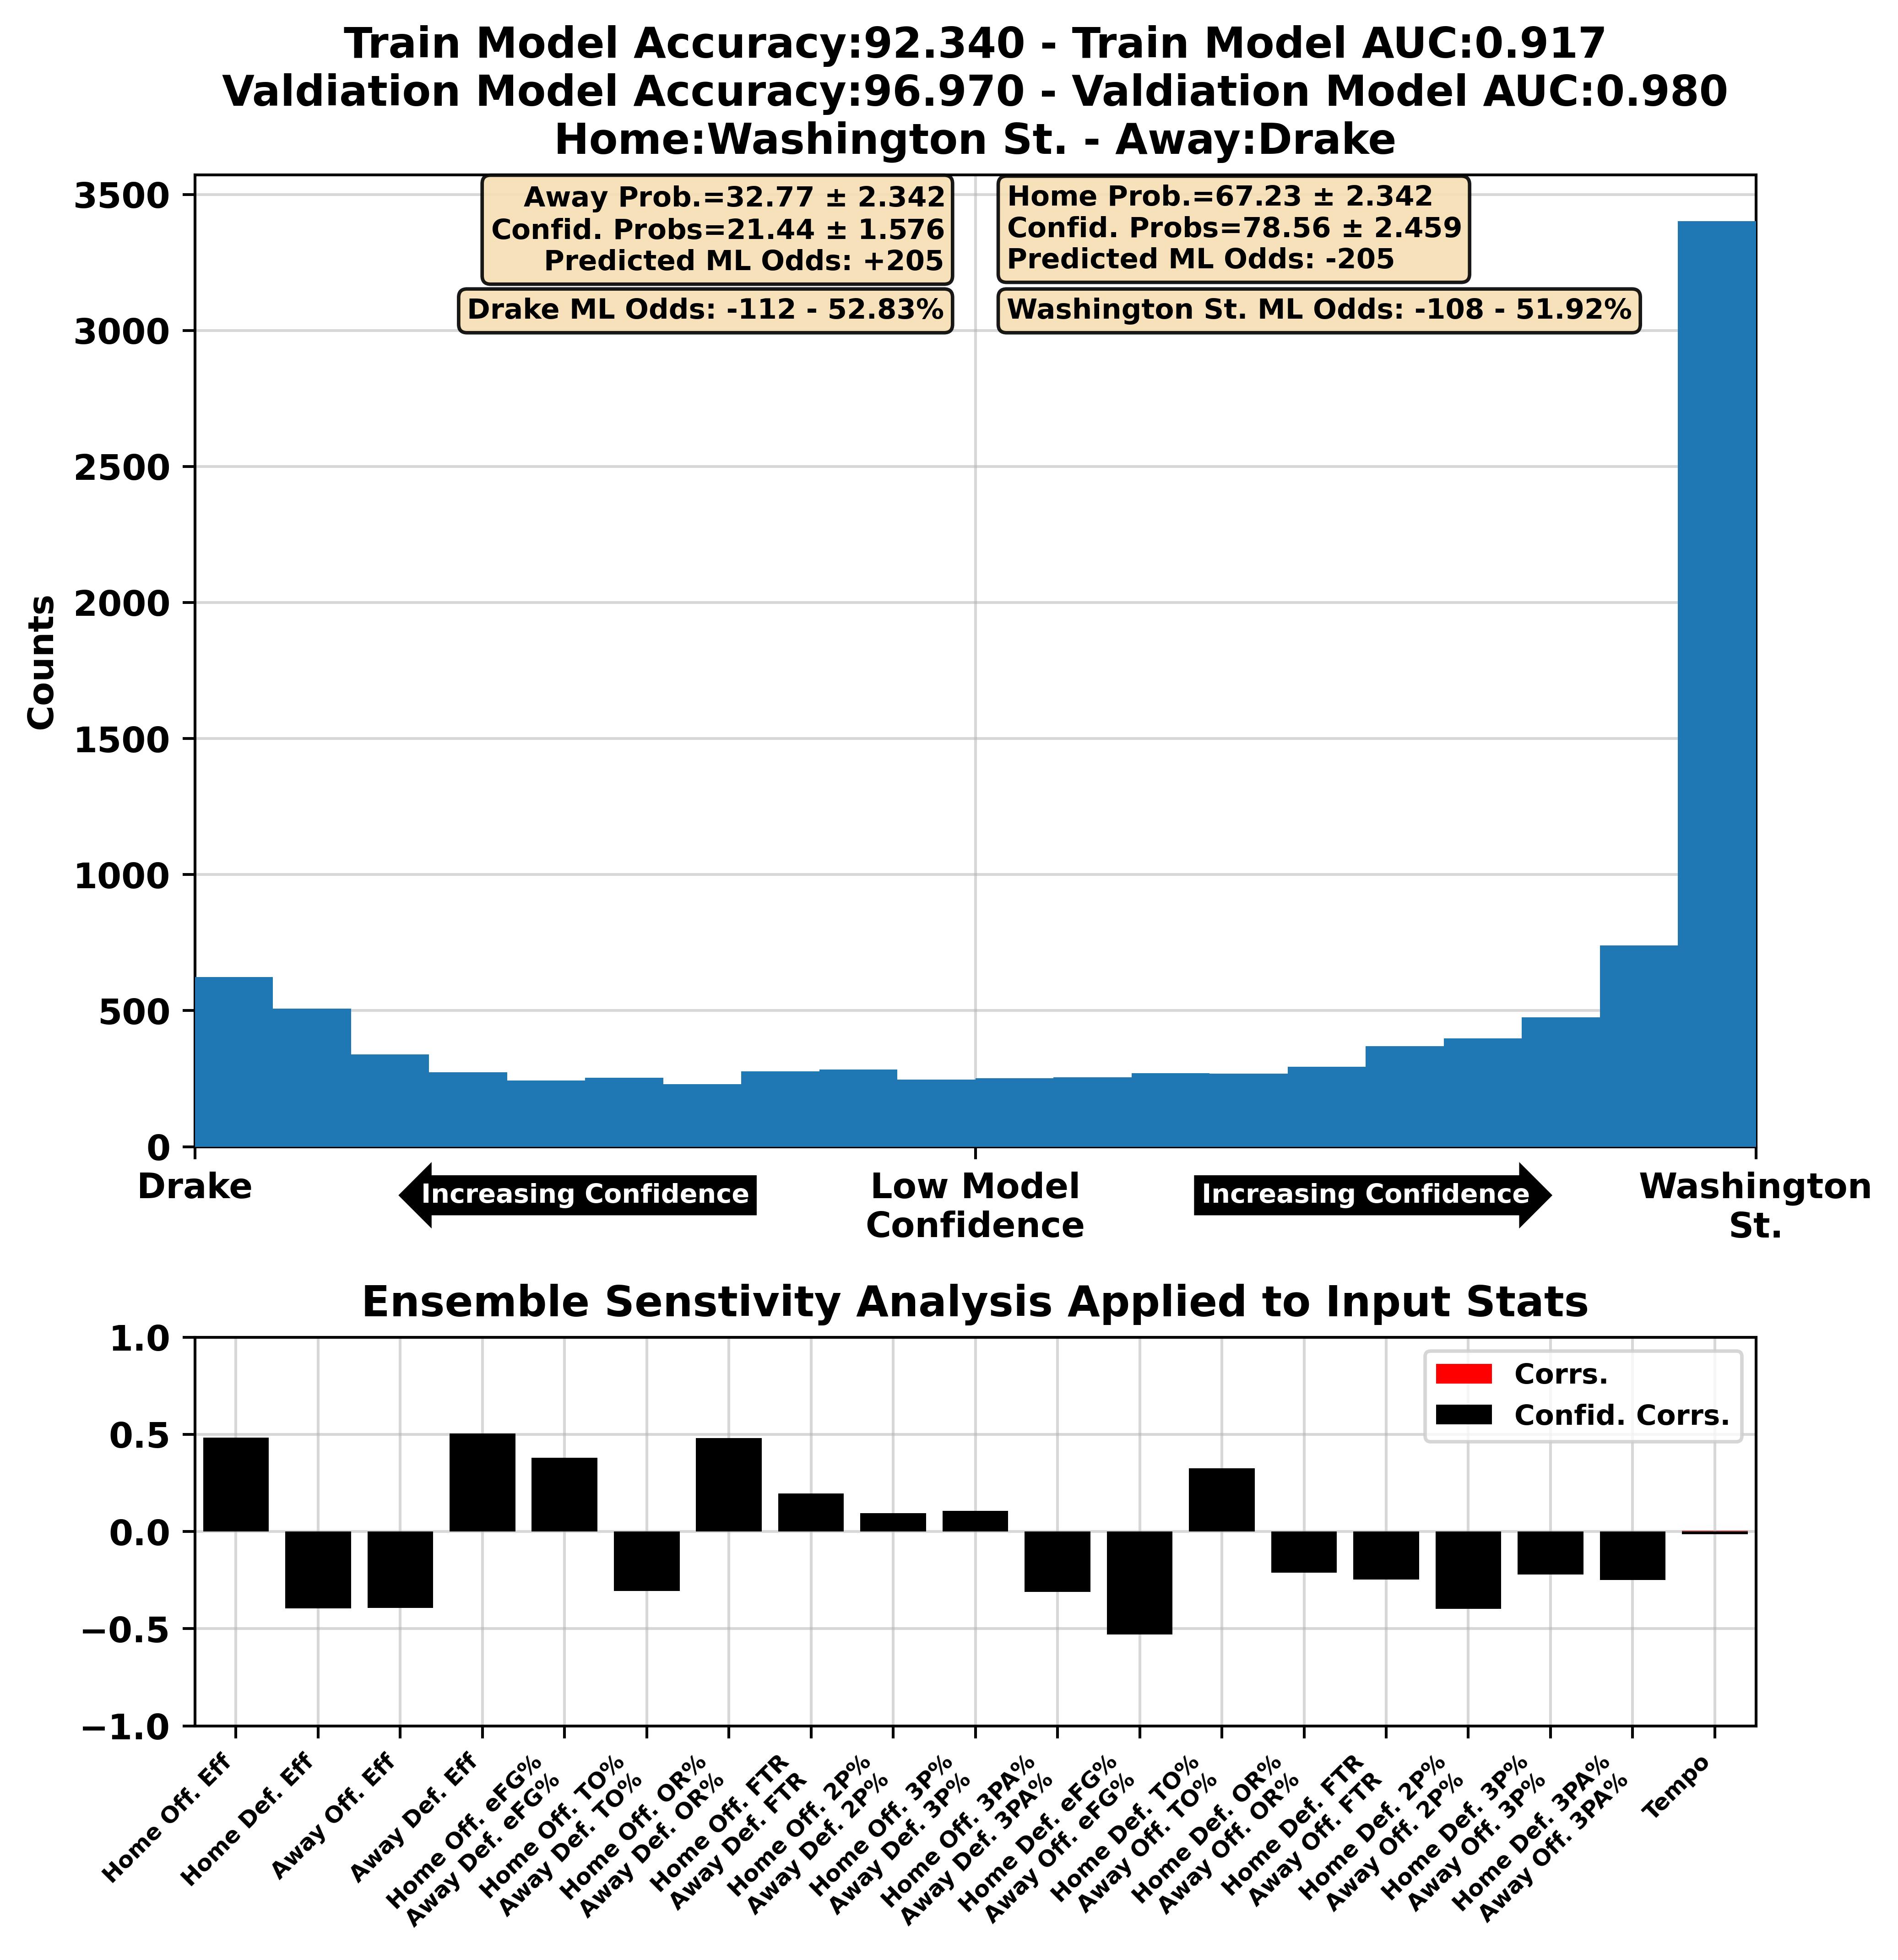 Train Model Accuracy:92.340 - Train Model AUC:0.917
Valdiation Model Accuracy:96.970 - Valdiation Model AUC:0.980
Home:Washington St. - Away:Drake
Away Prob.=32.77 ± 2.342
Confid. Probs=21.44 ± 1.576
Predicted ML Odds: +205
Drake ML Odds: -112 - 52.83%
Home Prob.=67.23 ± 2.342
Confid. Probs=78.56 ± 2.459
Predicted ML Odds: -205
Washington St. ML Odds: -108 - 51.92%
Counts
3500
3000
2500
2000
1500
1000
500
0
Drake
Increasing Confidence
Low Model
Confidence
Increasing Confidence
Washington
St.
Ensemble Senstivity Analysis Applied to Input Stats
1.0
0.5
0.0
−0.5
−1.0
Corrs.
Confid. Corrs.
Home Off. Eff
Home Def. Eff
Away Off. Eff
Away Def. Eff
Home Off. eFG%
Away Def. eFG%
Home Off. TO%
Away Def. TO%
Home Off. OR%
Away Def. OR%
Home Off. FTR
Away Def. FTR
Home Off. 2P%
Away Def. 2P%
Home Off. 3P%
Away Def. 3P%
Home Off. 3PA%
Away Def. 3PA%
Home Def. eFG%
Away Off. eFG%
Home Def. TO%
Away Off. TO%
Home Def. OR%
Away Off. OR%
Home Def. FTR
Away Off. FTR
Home Def. 2P%
Away Off. 2P%
Home Def. 3P%
Away Off. 3P%
Home Def. 3PA%
Away Off. 3PA%
Tempo